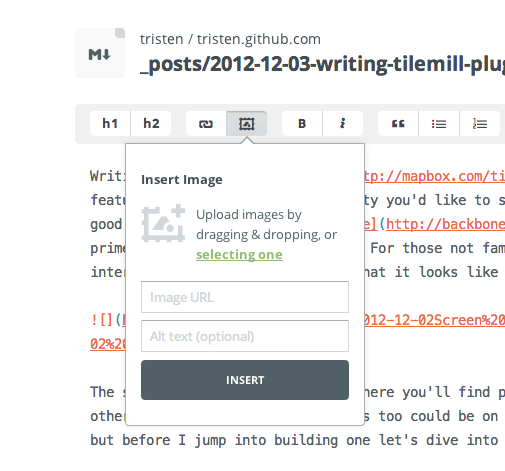 M↓
tristen / tristen.github.com
_posts/2012-12-03-writing-tilemill-plug
h1 h2 B i “ 
Insert Image
Upload images by
dragging & dropping, or
selecting one
Image URL
Alt text (optional)
INSERT
Writi tp://mapbox.com/ti
featu ty you'd like to s
good e](http://backbone
prime For those not fam
inter hat it looks like
![]( 012-12-02Screen%20
02%20
The s here you'll find p
other s too could be on
but before I jump into building one let's dive into